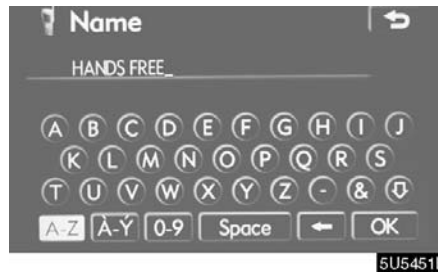 Name
HANDS FREE_
A B C D E F G H I J
K L M N O P Q R S
T U V W X Y Z - &
A-Z À-Ý 0-9 Space ← OK
5U5451